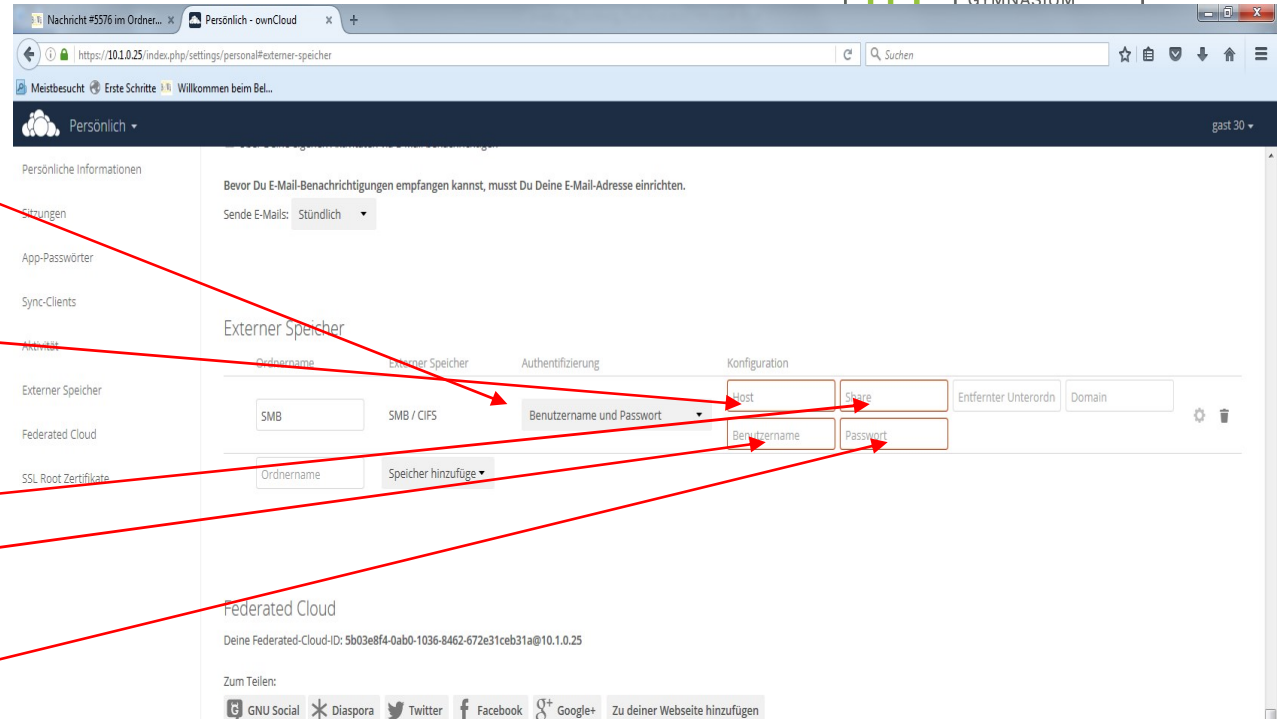 GYMNASIUM
Nachricht #5576 im Ordner... ×
Persönlich - ownCloud ×
https://10.1.0.25/index.php/settings/personal#externer-speicher
Suchen
Meistbesucht Erste Schritte Willkommen beim Bel...
Persönlich
gast 30
Persönliche Informationen
Sitzungen
App-Passwörter
Sync-Clients
Aktivität
Externer Speicher
Federated Cloud
SSL Root Zertifikate
Bevor Du E-Mail-Benachrichtigungen empfangen kannst, musst Du Deine E-Mail-Adresse einrichten.
Sende E-Mails: Stündlich
Externer Speicher
Ordnername Externer Speicher Authentifizierung Konfiguration
SMB SMB / CIFS Benutzername und Passwort Host Share Entfernter Unterordn Domain
Benutzername Passwort
Ordnername Speicher hinzufüge
Federated Cloud
Deine Federated-Cloud-ID: 5b03e8f4-0ab0-1036-8462-672e31ceb31a@10.1.0.25
Zum Teilen:
GNU Social Diaspora Twitter Facebook Google+ Zu deiner Webseite hinzufügen